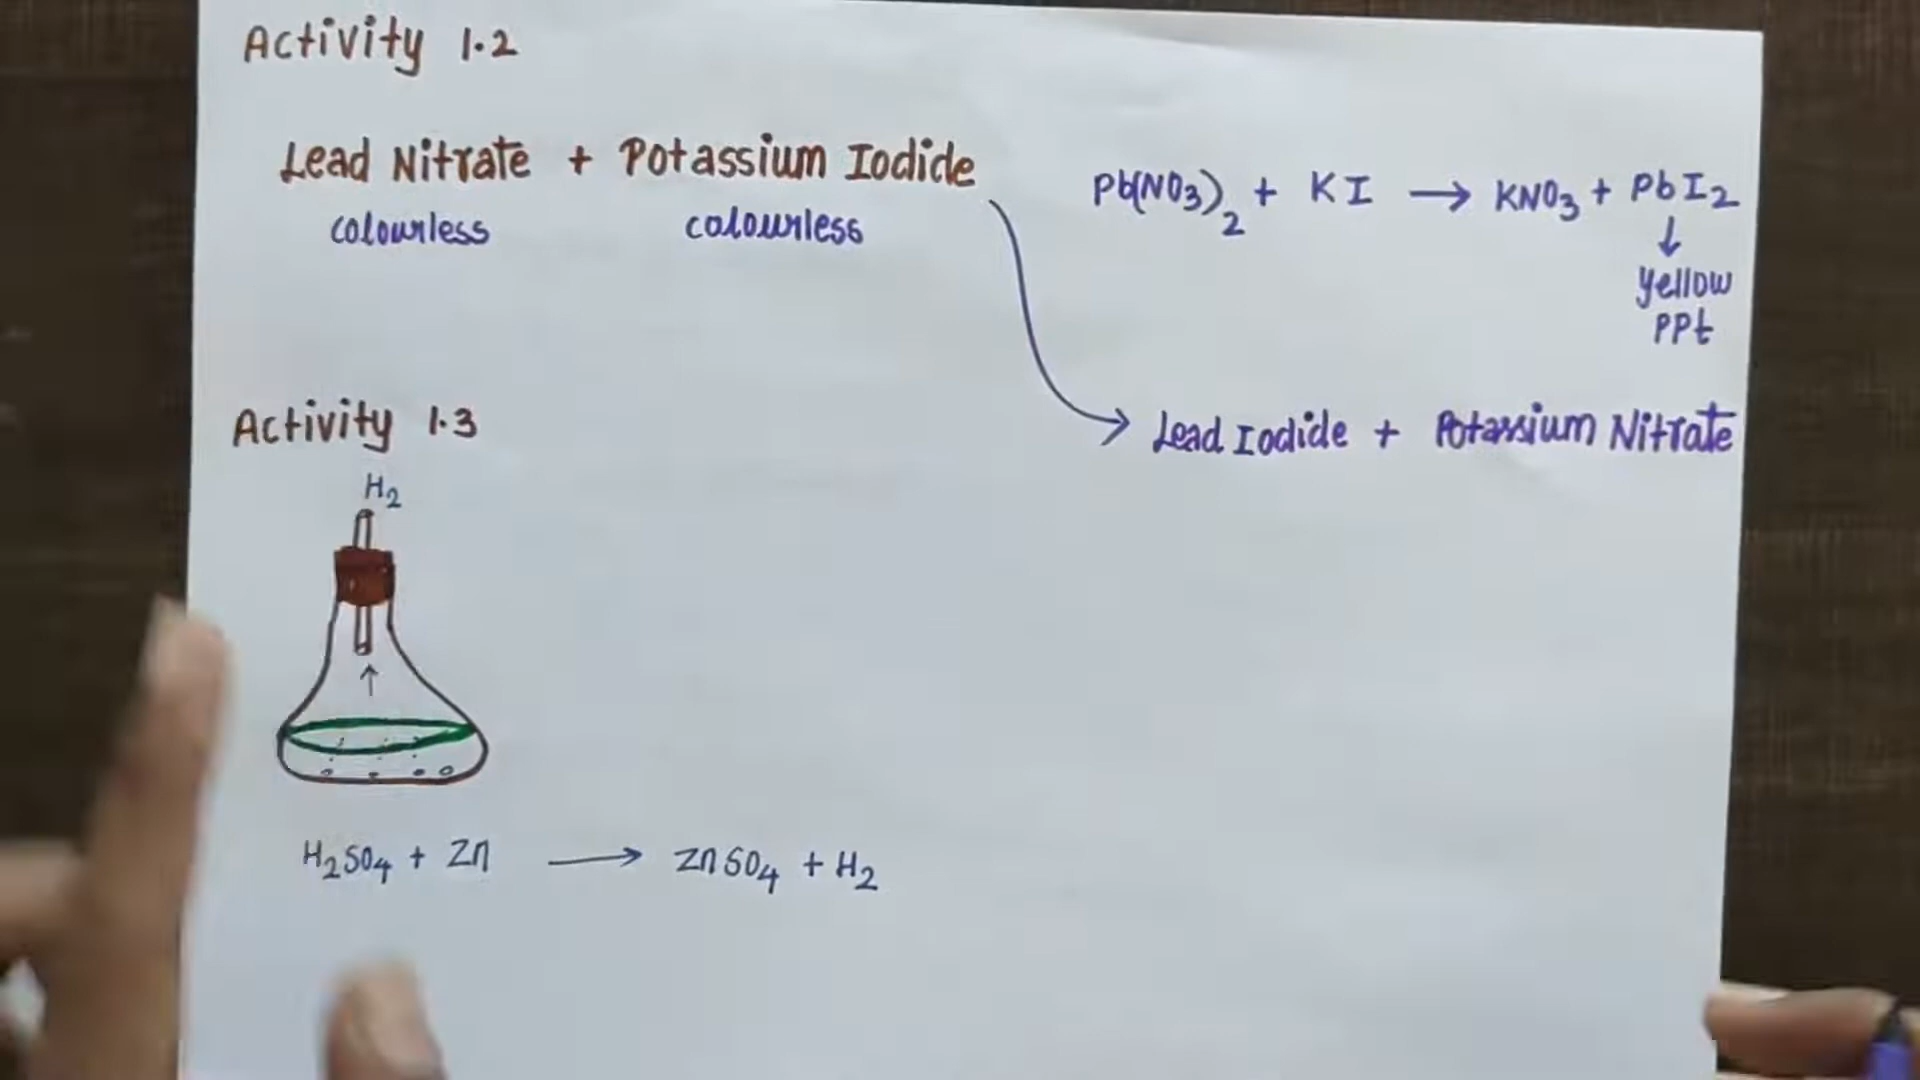 Activity 1.2
Lead Nitrate + Potassium Iodide
colourless colourless
Pb(NO3)2 + KI → KNO3 + PbI2
↓
Yellow
PPt
Lead Iodide + Potassium Nitrate
Activity 1.3
H2
↑
H2SO4 + Zn → ZnSO4 + H2